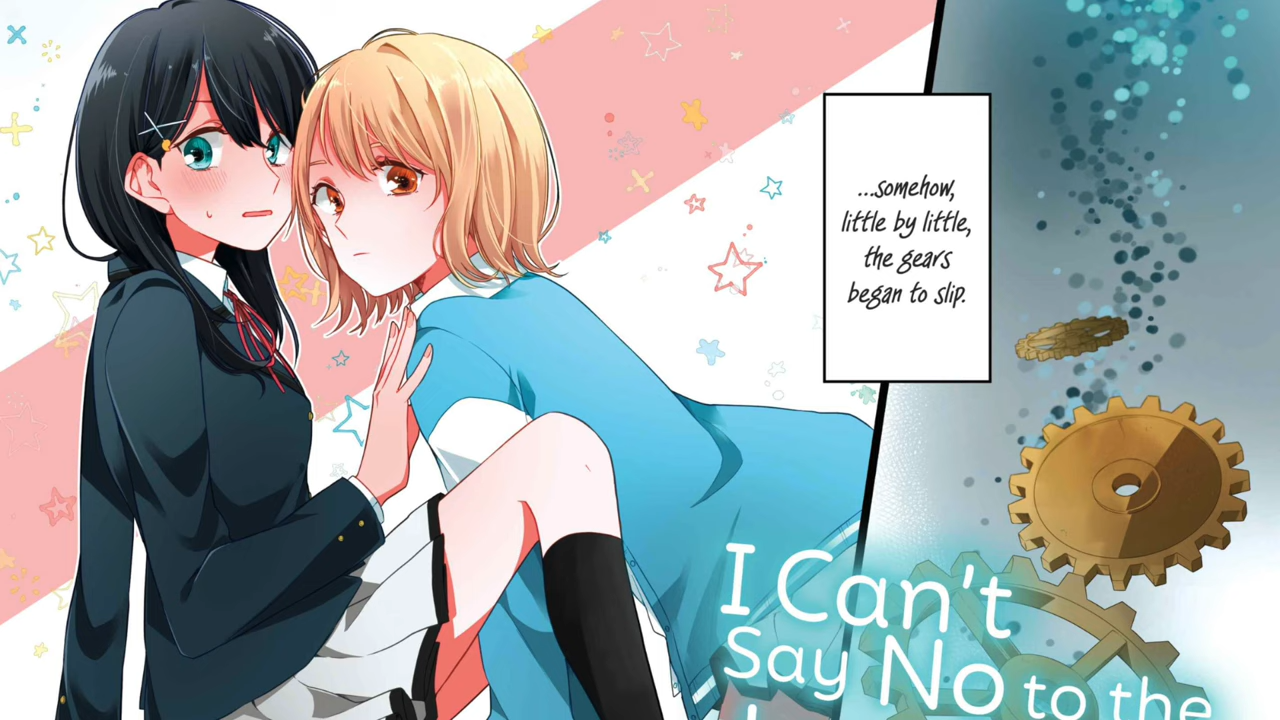 ...somehow,
little by little,
the gears
began to slip.
I Can't
Say No to the